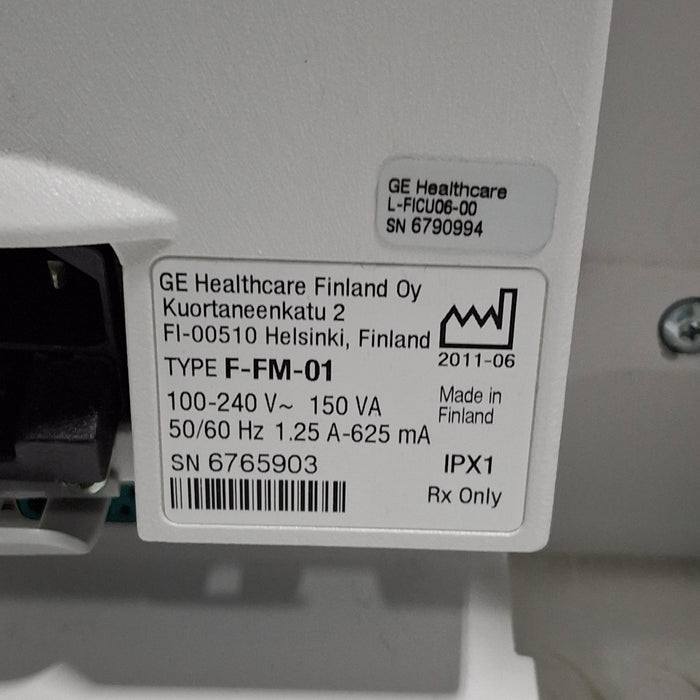 GE Healthcare
L-FICU06-00
SN 6790994
GE Healthcare Finland Oy
Kuortaneenkatu 2
FI-00510 Helsinki, Finland
2011-06
TYPE F-FM-01
100-240 V~ 150 VA
Made in
Finland
50/60 Hz 1.25 A-625 mA
SN 6765903
IPX1
Rx Only